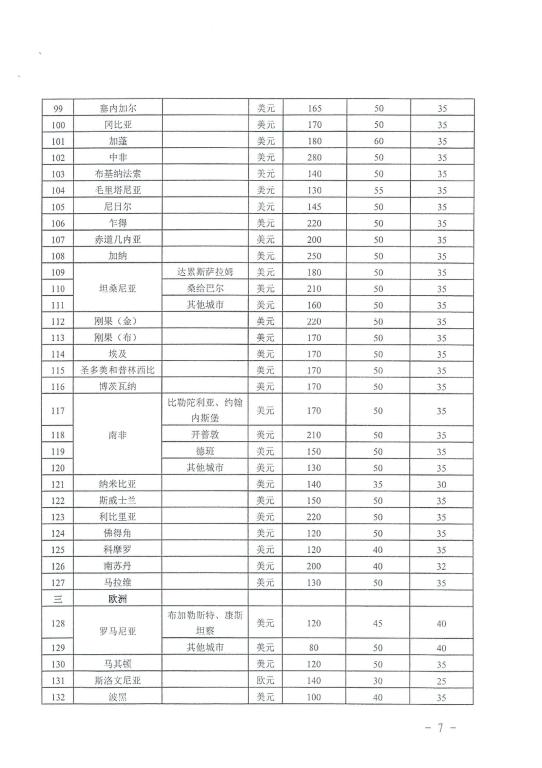 99 塞内加尔 美元 165 50 35
100 冈比亚 美元 170 50 35
101 加蓬 美元 180 60 35
102 中非 美元 280 50 35
103 布基纳法索 美元 140 50 35
104 毛里塔尼亚 美元 130 55 35
105 尼日尔 美元 145 50 35
106 乍得 美元 220 50 35
107 赤道几内亚 美元 200 50 35
108 加纳 美元 250 50 35
109 达累斯萨拉姆 美元 180 50 35
110 坦桑尼亚 桑给巴尔 美元 210 50 35
111 其他城市 美元 160 50 35
112 刚果（金） 美元 220 50 35
113 刚果（布） 美元 170 50 35
114 埃及 美元 170 50 35
115 圣多美和普林西比 美元 170 50 35
116 博茨瓦纳 美元 170 50 35
117 比勒陀利亚、约翰 美元 170 50 35
内斯堡
118 南非 开普敦 美元 210 50 35
119 德班 美元 150 50 35
120 其他城市 美元 130 50 35
121 纳米比亚 美元 140 35 30
122 斯威士兰 美元 150 50 35
123 利比里亚 美元 220 50 35
124 佛得角 美元 120 50 35
125 科摩罗 美元 120 40 35
126 南苏丹 美元 200 40 32
127 马拉维 美元 130 50 35
三 欧洲
128 罗马尼亚 布加勒斯特、康斯 美元 120 45 40
坦察
129 其他城市 美元 80 50 40
130 马其顿 美元 120 50 35
131 斯洛文尼亚 欧元 140 30 25
132 波黑 美元 100 40 35
- 7 -